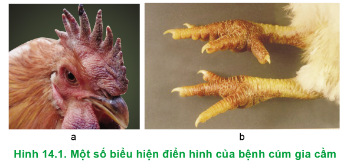 a b
Hình 14.1. Một số biểu hiện điển hình của bệnh cúm gia cầm